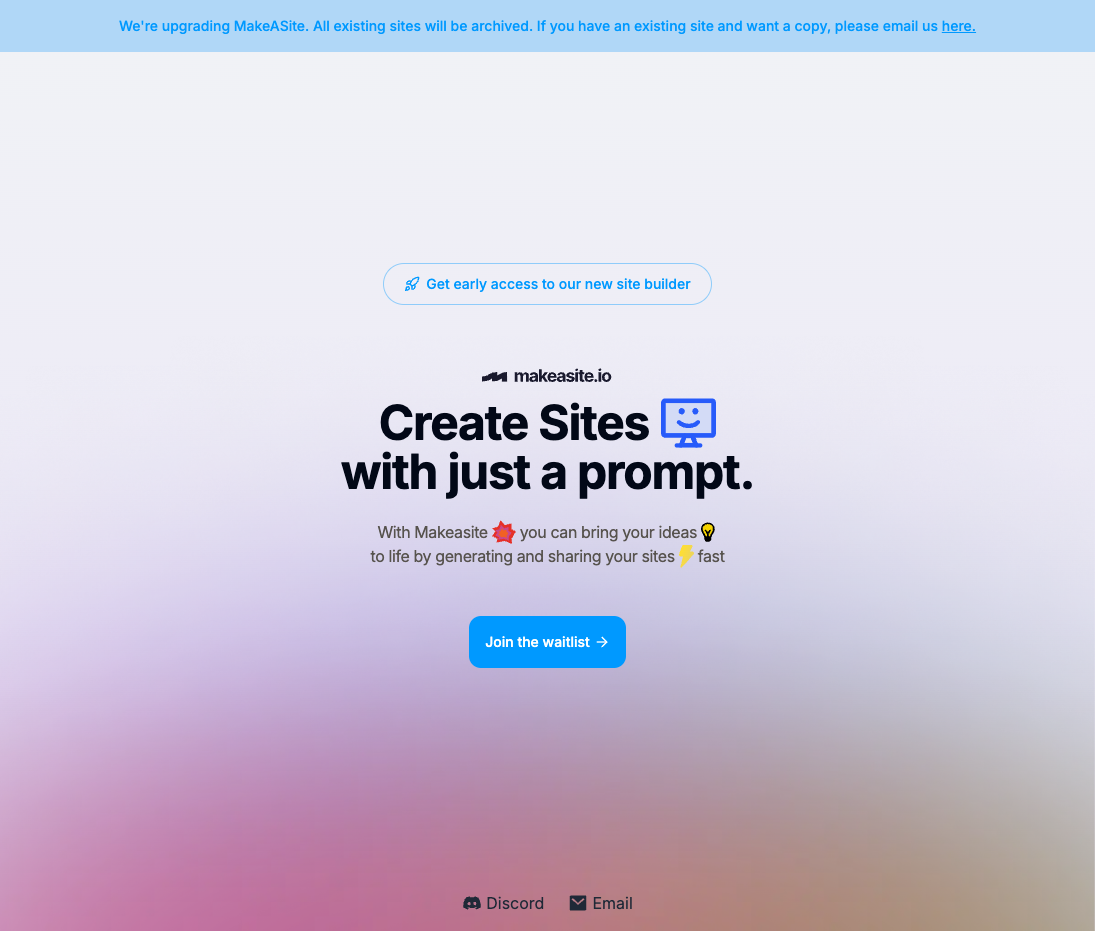 We're upgrading MakeASite. All existing sites will be archived. If you have an existing site and want a copy, please email us here.
Get early access to our new site builder
makeasite.io
Create Sites
with just a prompt.
With Makeasite you can bring your ideas
to life by generating and sharing your sites fast
Join the waitlist →
Discord Email